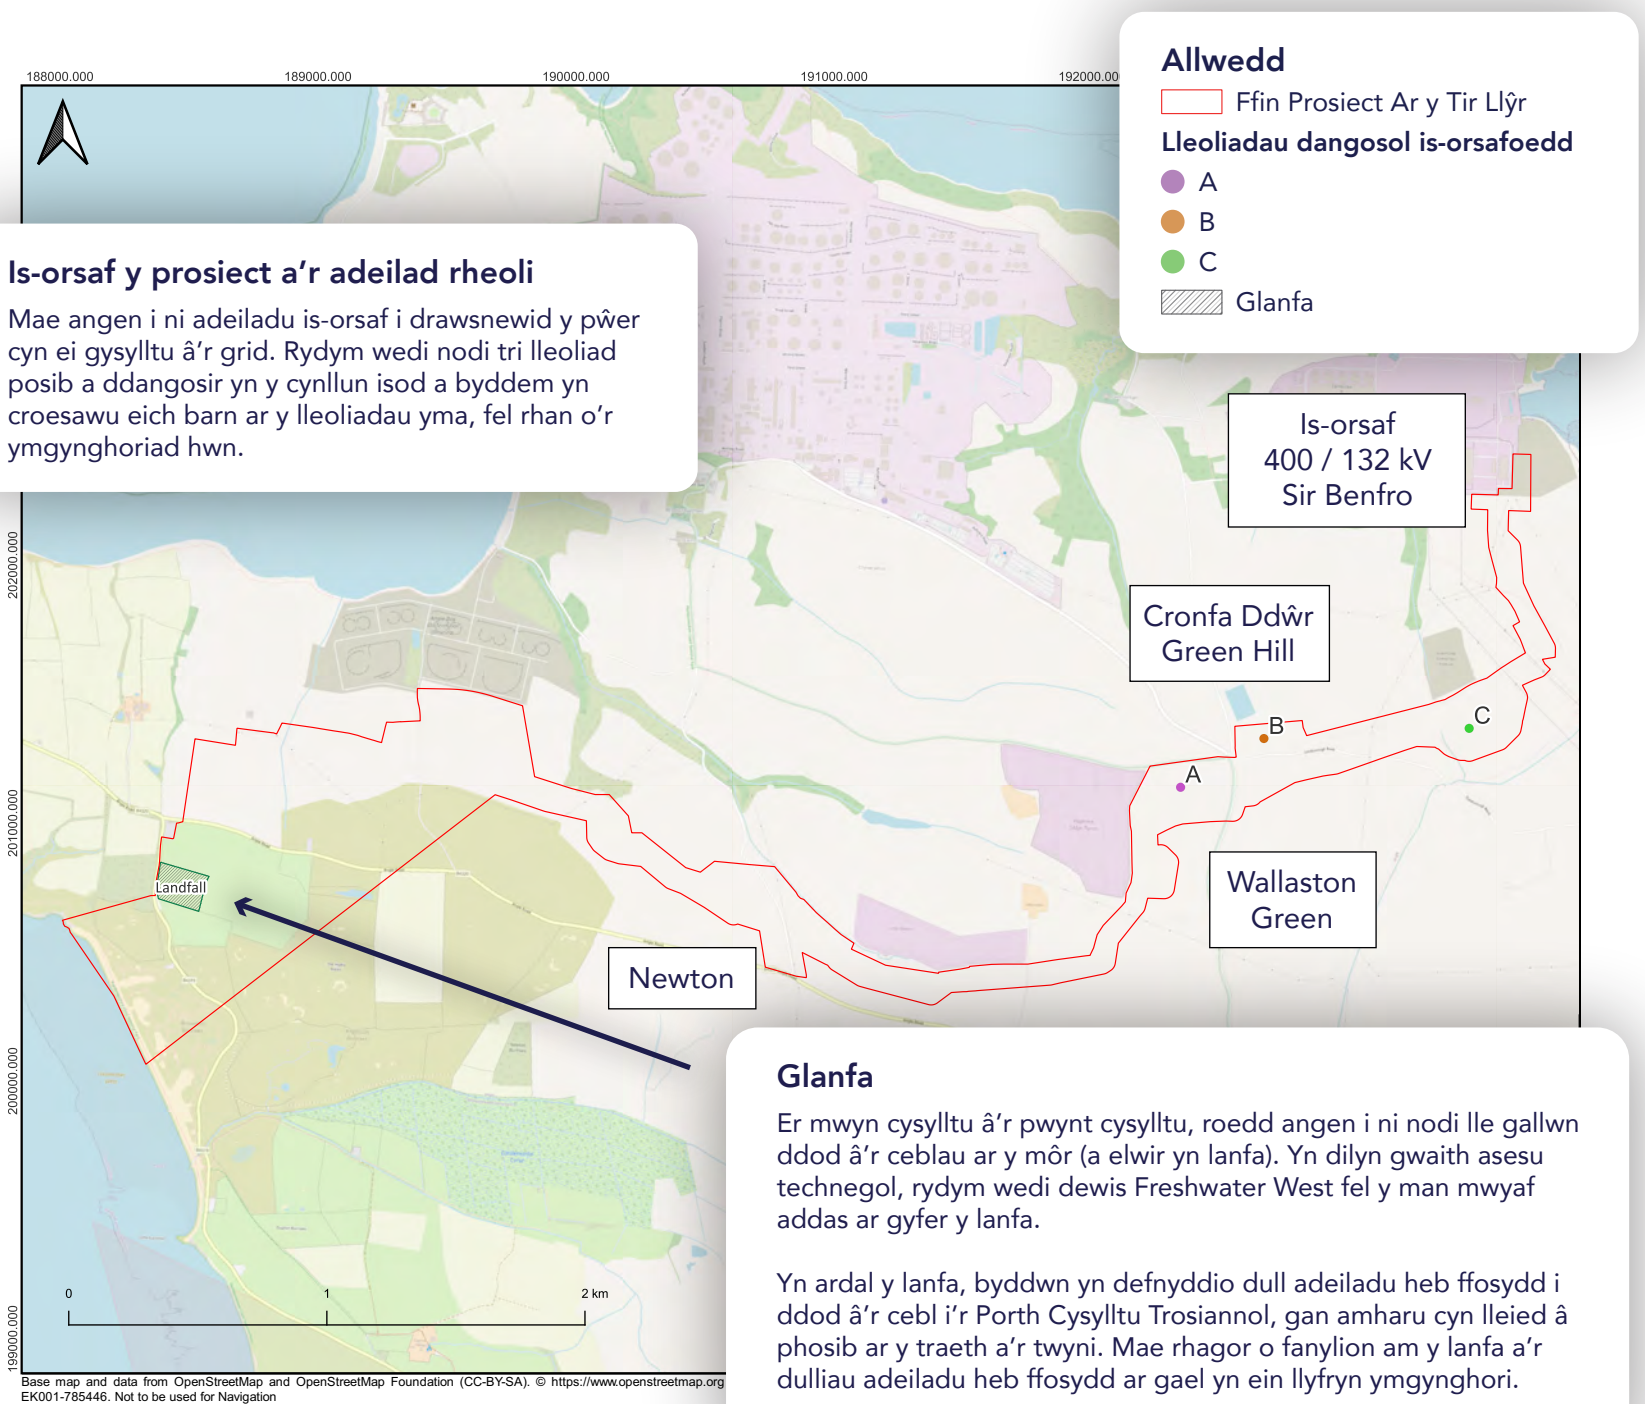 188000.000
189000.000
190000.000
191000.000
Allwedd
Ffin Prosiect Ar y Tir Llŷr
Lleoliadau dangosol is-orsafoedd
A
B
C
Glanfa
Is-orsaf y prosiect a’r adeilad rheoli
Mae angen i ni adeiladu is-orsaf i drawsnewid y pŵer
cyn ei gysylltu â’r grid. Rydym wedi nodi tri lleoliad
posib a ddangosir yn y cynllun isod a byddem yn
croesawu eich barn ar y lleoliadau yma, fel rhan o’r
ymgynghoriad hwn.
Is-orsaf
400 / 132 kV
Sir Benfro
202000.000
Cronfa Ddŵr
Green Hill
B
C
A
201000.000
Landfall
Wallaston
Green
Newton
200000.000
Glanfa
Er mwyn cysylltu â’r pwynt cysylltu, roedd angen i ni nodi lle gallwn
ddod â’r ceblau ar y môr (a elwir yn lanfa). Yn dilyn gwaith asesu
technegol, rydym wedi dewis Freshwater West fel y man mwyaf
addas ar gyfer y lanfa.
Yn ardal y lanfa, byddwn yn defnyddio dull adeiladu heb ffosydd i
ddod â’r cebl i’r Porth Cysylltu Trosiannol, gan amharu cyn lleied â
phosib ar y traeth a’r twyni. Mae rhagor o fanylion am y lanfa a’r
dulliau adeiladu heb ffosydd ar gael yn ein llyfryn ymgynghori.
0
1
2 km
199000.000
Base map and data from OpenStreetMap and OpenStreetMap Foundation (CC-BY-SA). © https://www.openstreetmap.org
EK001-785446. Not to be used for Navigation